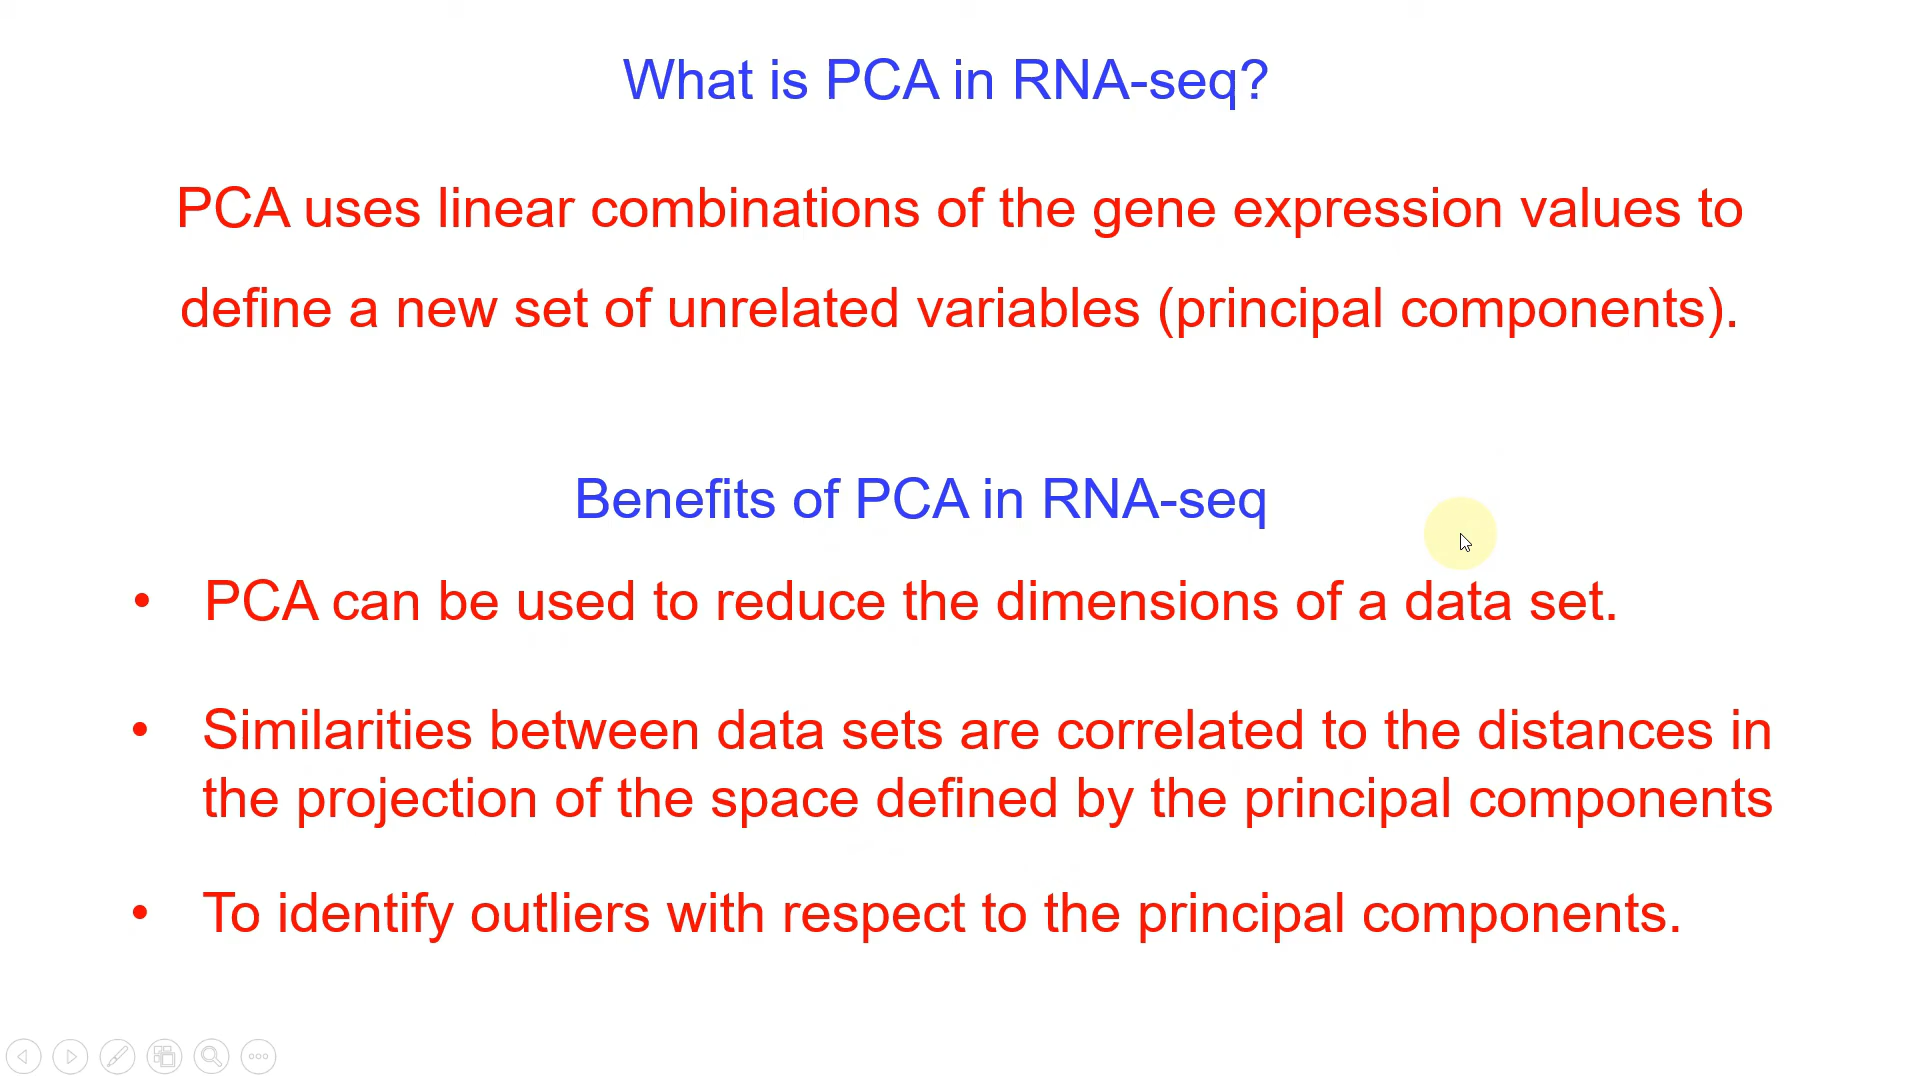 What is PCA in RNA-seq?
PCA uses linear combinations of the gene expression values to
define a new set of unrelated variables (principal components).
Benefits of PCA in RNA-seq
• PCA can be used to reduce the dimensions of a data set.
• Similarities between data sets are correlated to the distances in
the projection of the space defined by the principal components
• To identify outliers with respect to the principal components.